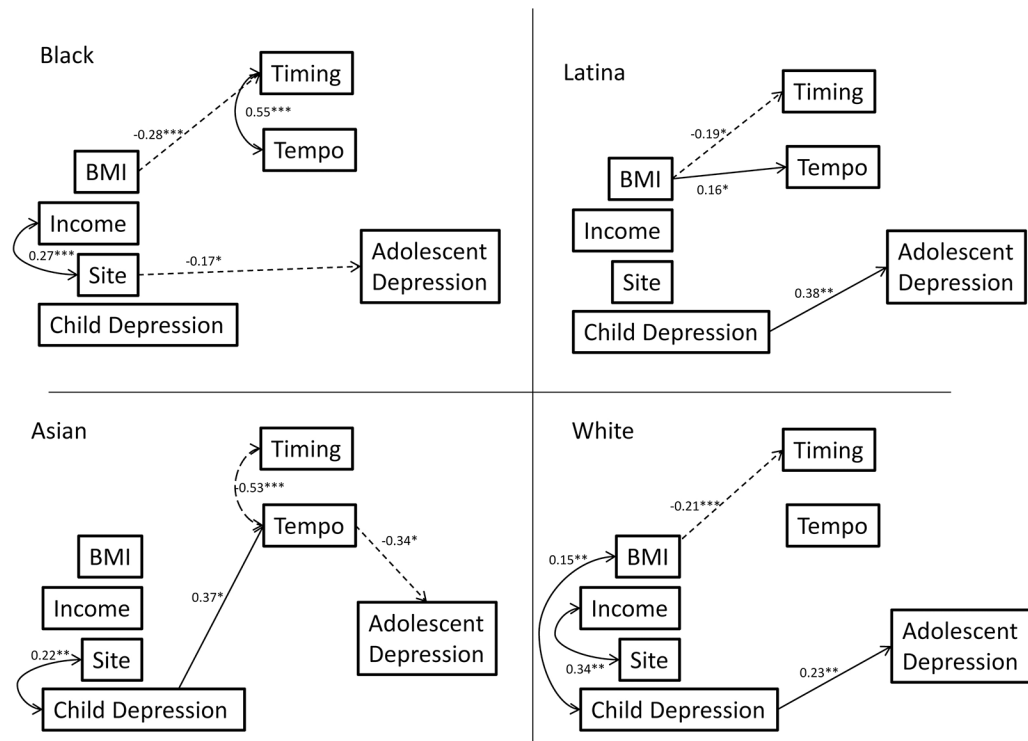 Black
Timing
0.55***
-0.28***
Tempo
BMI
Income
0.27***
Site
-0.17*
Adolescent
Depression
Child Depression
Latina
Timing
-0.19*
Tempo
BMI
0.16*
Income
Site
Adolescent
Depression
0.38**
Child Depression
Asian
Timing
-0.53***
Tempo
-0.34*
BMI
Income
0.37*
Adolescent
Depression
0.22**
Site
Child Depression
White
Timing
-0.21***
Tempo
BMI
0.15**
Income
Adolescent
Depression
0.34**
Site
0.23**
Child Depression